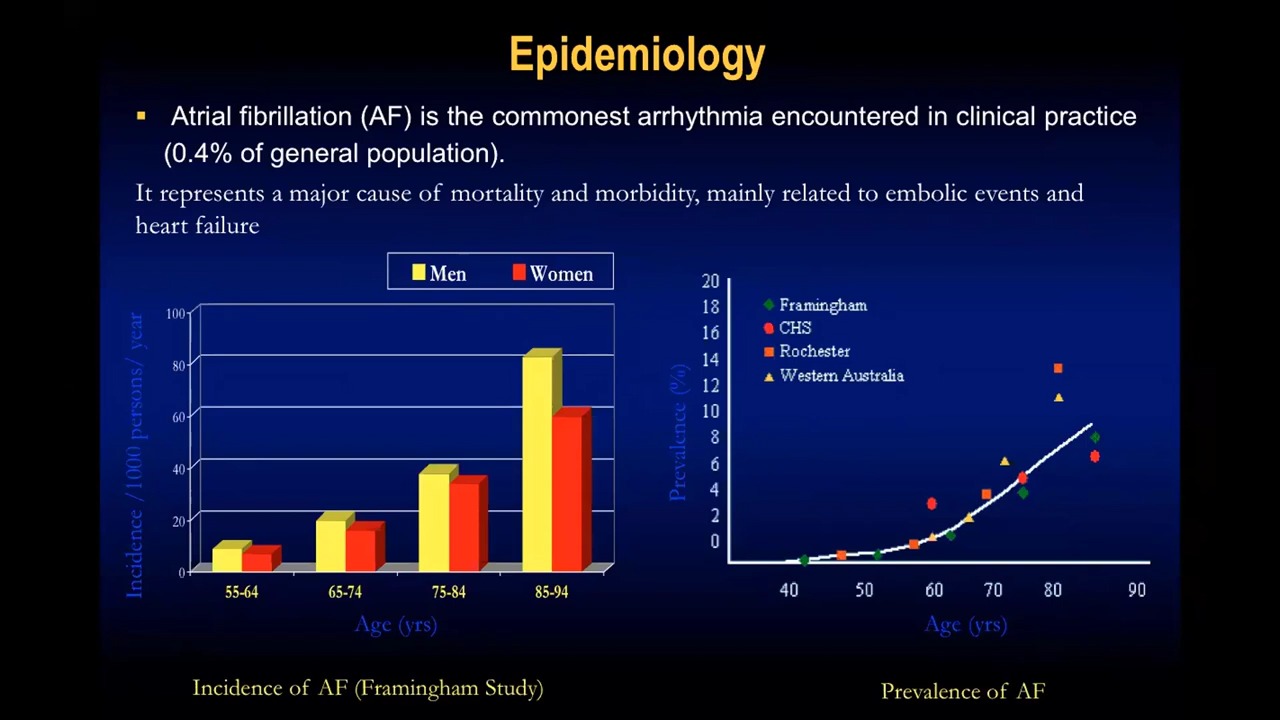 Epidemiology
▪ Atrial fibrillation (AF) is the commonest arrhythmia encountered in clinical practice
(0.4% of general population).
It represents a major cause of mortality and morbidity, mainly related to embolic events and
heart failure
Men Women
Incidence /1000 persons/ year
100
80
60
40
20
0
55-64 65-74 75-84 85-94
Age (yrs)
Incidence of AF (Framingham Study)
Framingham
CHS
Rochester
Western Australia
Prevalence (%)
20
18
16
14
12
10
8
6
4
2
0
40 50 60 70 80 90
Age (yrs)
Prevalence of AF